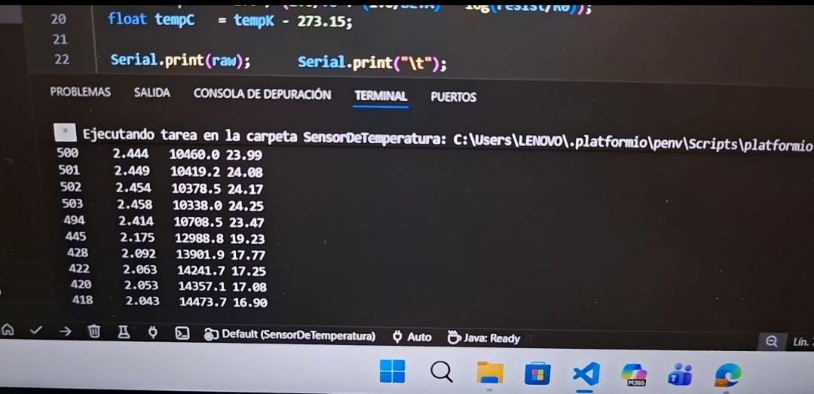 20 float tempC = tempK - 273.15;
21
22 Serial.print(raw); Serial.print("\t");
PROBLEMAS SALIDA CONSOLA DE DEPURACIÓN TERMINAL PUERTOS
* Ejecutando tarea en la carpeta SensorDeTemperatura: C:\Users\LENOVO\.platformio\penv\Scripts\platformio
500 2.444 10460.0 23.99
501 2.449 10419.2 24.08
502 2.454 10378.5 24.17
503 2.458 10338.0 24.25
494 2.414 10708.5 23.47
445 2.175 12988.8 19.23
428 2.092 13901.9 17.77
422 2.063 14241.7 17.25
420 2.053 14357.1 17.08
418 2.043 14473.7 16.90
Default (SensorDeTemperatura) Auto Java: Ready Lín.
M365